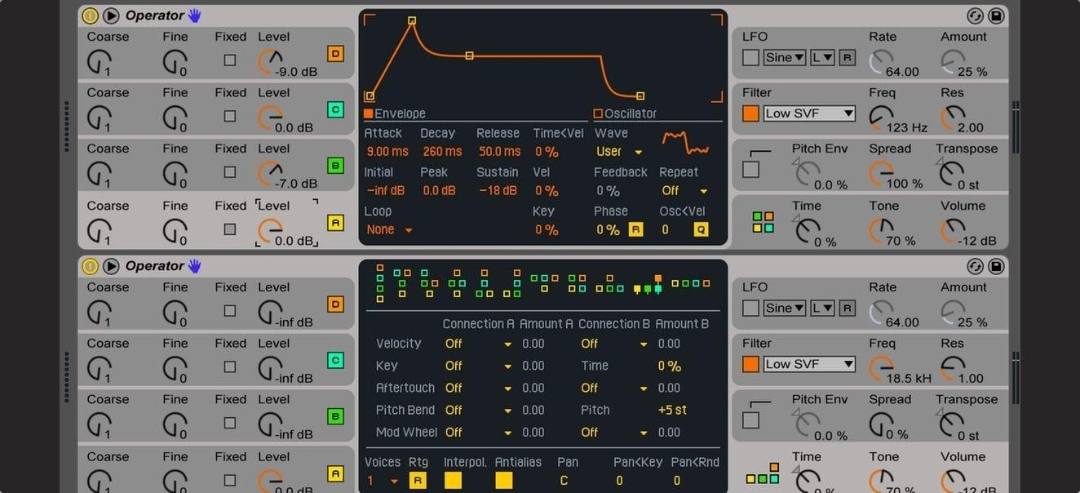 Operator
Coarse Fine Fixed Level D
1 0 -9.0 dB
Coarse Fine Fixed Level C
1 0 0.0 dB
Coarse Fine Fixed Level B
1 0 -7.0 dB
Coarse Fine Fixed Level A
1 0 0.0 dB
Envelope Oscillator
Attack Decay Release Time<Vel Wave
9.00 ms 260 ms 50.0 ms 0 % User
Initial Peak Sustain Vel Feedback Repeat
-inf dB 0.0 dB -18 dB 0 % 0 % Off
Loop Key Phase Osc<Vel
None 0 % 0 % R 0 Q
LFO Rate Amount
Sine L R 64.00 25 %
Filter Freq Res
Low SVF 123 Hz 2.00
Pitch Env Spread Transpose
0.0 % 100 % 0 st
Time Tone Volume
0 % 70 % -12 dB
Operator
Coarse Fine Fixed Level D
1 0 -inf dB
Coarse Fine Fixed Level C
1 0 -inf dB
Coarse Fine Fixed Level B
1 0 -inf dB
Coarse Fine Fixed Level A
0.0 dB
Connection A Amount A Connection B Amount B
Velocity Off 0.00 Off 0.00
Key Off 0.00 Time 0 %
Aftertouch Off 0.00 Off 0.00
Pitch Bend Off 0.00 Pitch +5 st
Mod Wheel Off 0.00 Off 0.00
Voices Rtg Interpol. Antialias Pan Pan<Key Pan<Rnd
1 R C 0 0
LFO Rate Amount
Sine L R 64.00 25 %
Filter Freq Res
Low SVF 18.5 kH 1.00
Pitch Env Spread Transpose
0.0 % 0 % 0 st
Time Tone Volume
0 % 70 % -12 dB